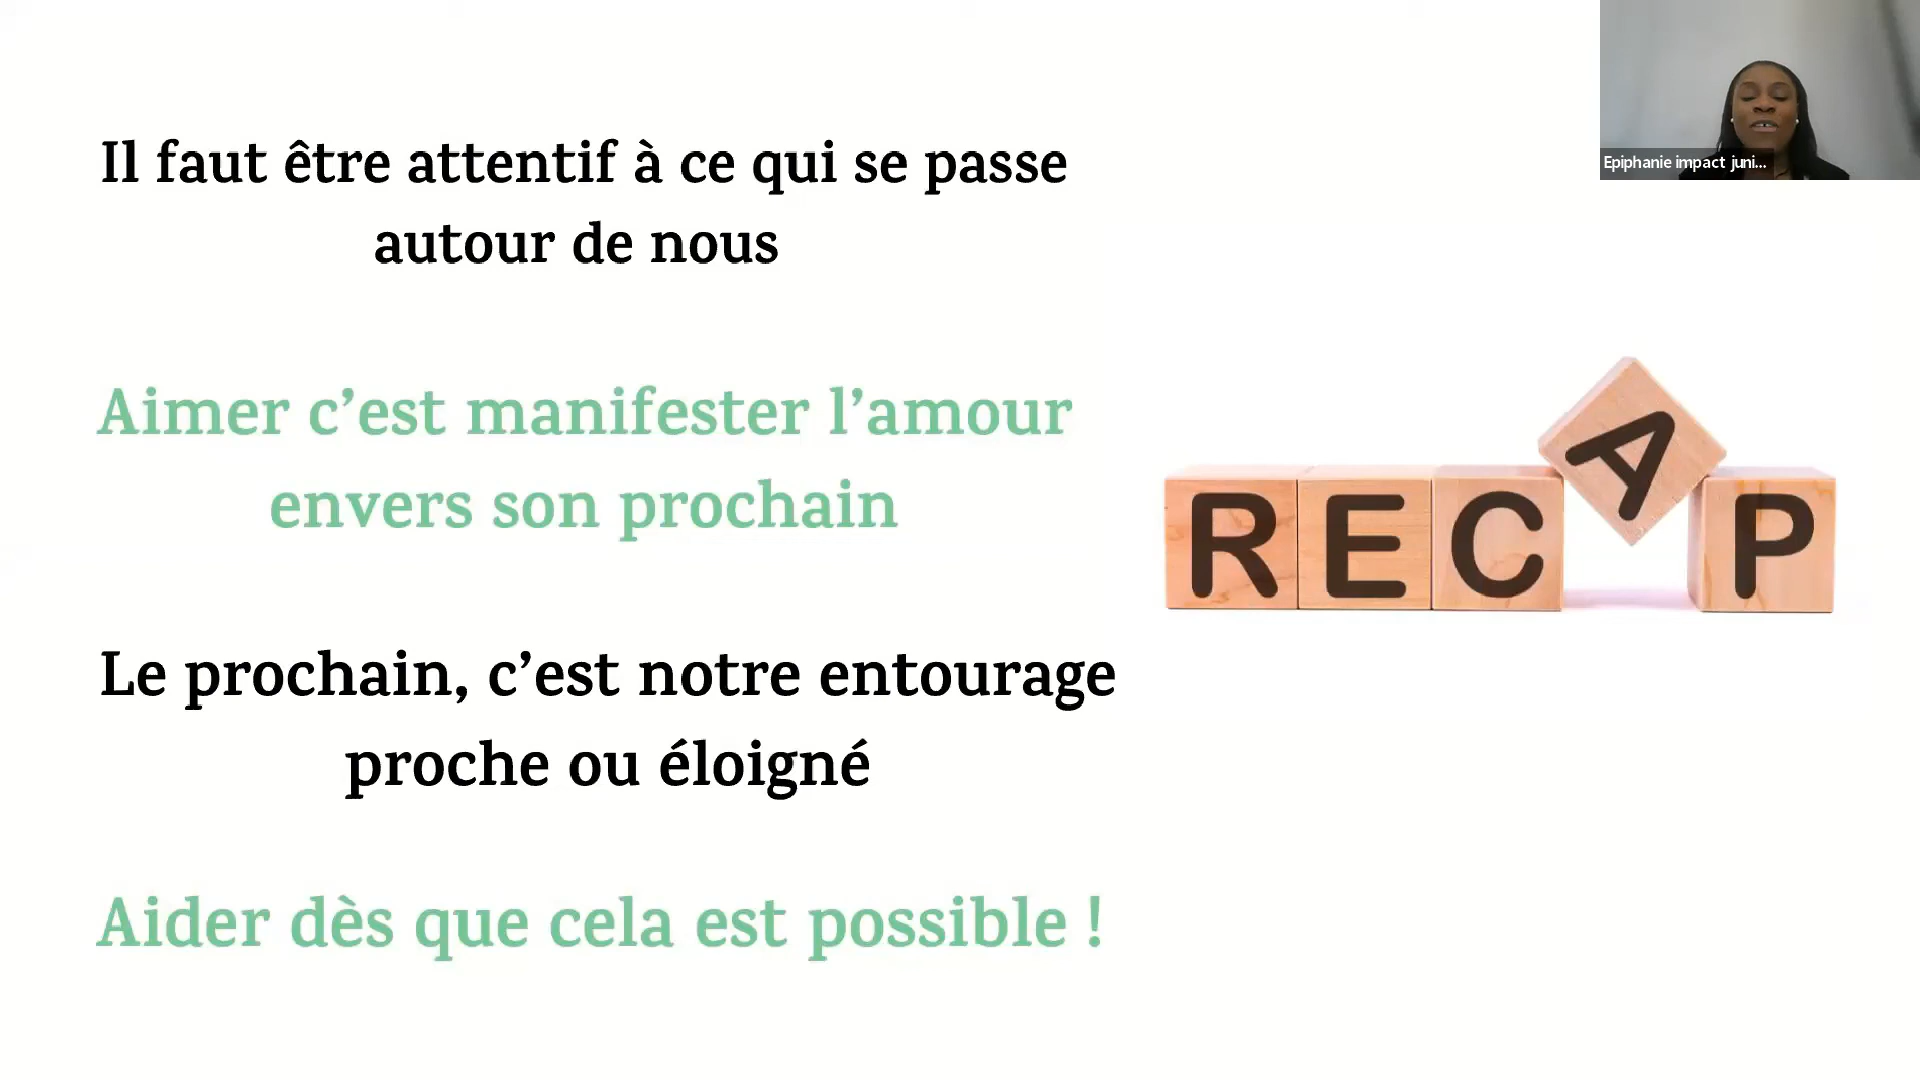 Il faut être attentif à ce qui se passe
autour de nous
Aimer c’est manifester l’amour
envers son prochain
Le prochain, c’est notre entourage
proche ou éloigné
Aider dès que cela est possible !
RECAP
Epiphanie impact juni...